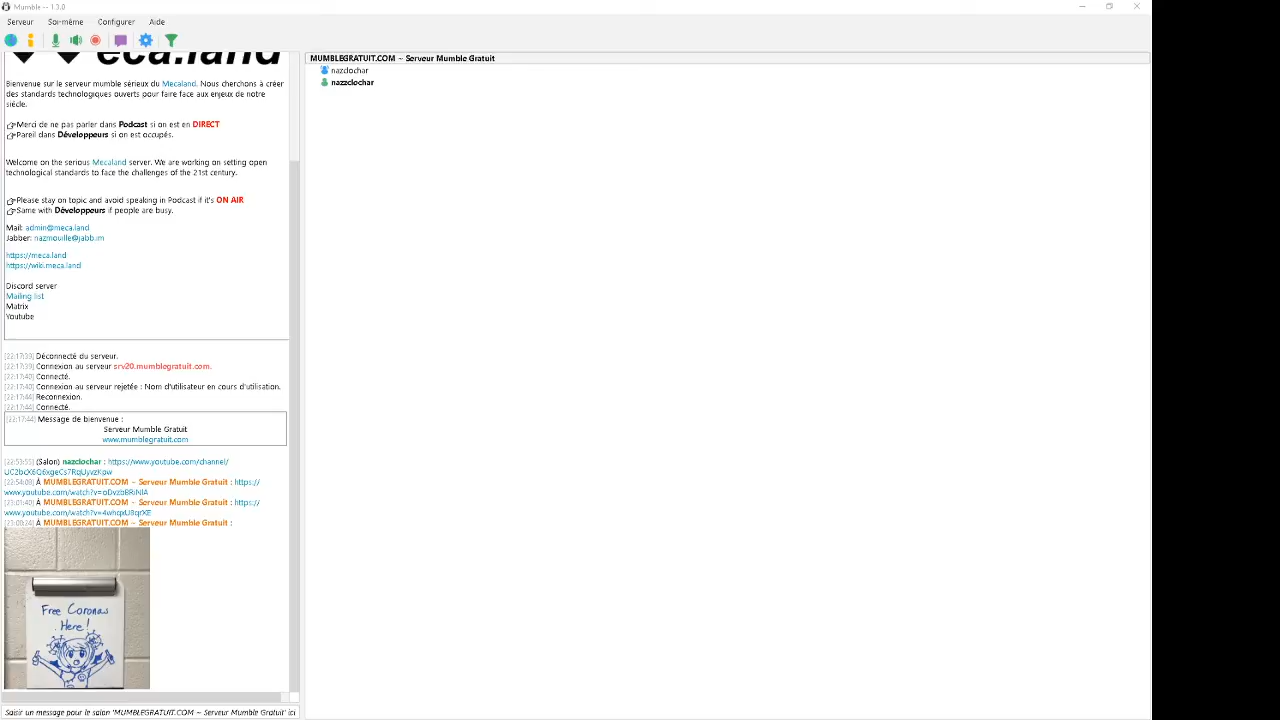 Mumble -- 1.3.0
Serveur Soi-même Configurer Aide
eca.land
Bienvenue sur le serveur mumble sérieux du Mecaland. Nous cherchons à créer
des standards technologiques ouverts pour faire face aux enjeux de notre
siècle.
Merci de ne pas parler dans Podcast si on est en DIRECT
Pareil dans Développeurs si on est occupés.
Welcome on the serious Mecaland server. We are working on setting open
technological standards to face the challenges of the 21st century.
Please stay on topic and avoid speaking in Podcast if it's ON AIR
Same with Développeurs if people are busy.
Mail: admin@meca.land
Jabber: nazmouille@jabb.im
https://meca.land
https://wiki.meca.land
Discord server
Mailing list
Matrix
Youtube
[22:17:39] Déconnecté du serveur.
[22:17:39] Connexion au serveur srv20.mumblegratuit.com.
[22:17:40] Connecté.
[22:17:40] Connexion au serveur rejetée : Nom d'utilisateur en cours d'utilisation.
[22:17:44] Reconnexion.
[22:17:44] Connecté.
[22:17:44] Message de bienvenue :
Serveur Mumble Gratuit
www.mumblegratuit.com
[22:53:55] (Salon) nazclochar : https://www.youtube.com/channel/
[22:54:09] À MUMBLEGRATUIT.COM ~ Serveur Mumble Gratuit : https://
[23:01:40] À MUMBLEGRATUIT.COM ~ Serveur Mumble Gratuit : https://
À MUMBLEGRATUIT.COM ~ Serveur Mumble Gratuit :
Free Coronas
Here!
Saisir un message pour le salon 'MUMBLEGRATUIT.COM ~ Serveur Mumble Gratuit' ici
MUMBLEGRATUIT.COM ~ Serveur Mumble Gratuit
nazclochar
nazzclochar